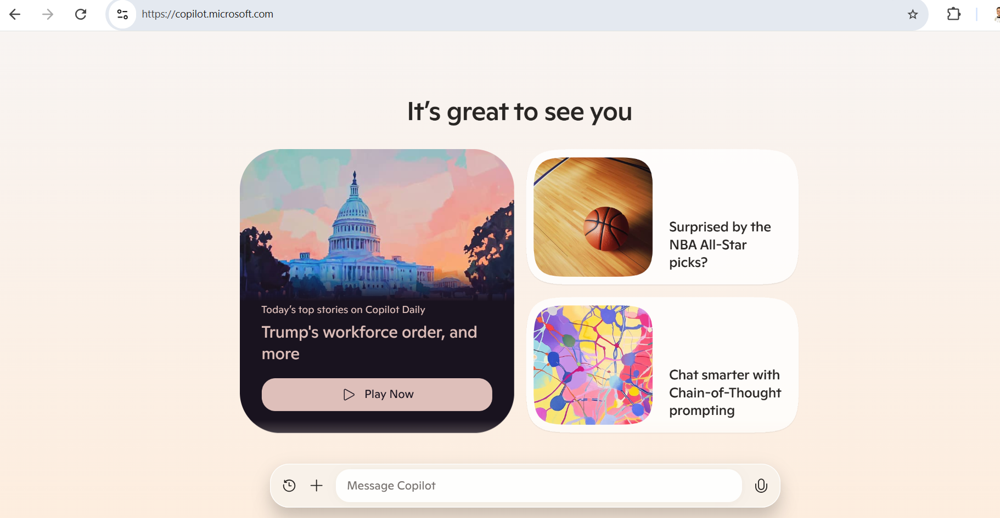 https://copilot.microsoft.com
It's great to see you
Today's top stories on Copilot Daily
Trump's workforce order, and
more
Play Now
Surprised by the
NBA All-Star
picks?
Chat smarter with
Chain-of-Thought
prompting
Message Copilot